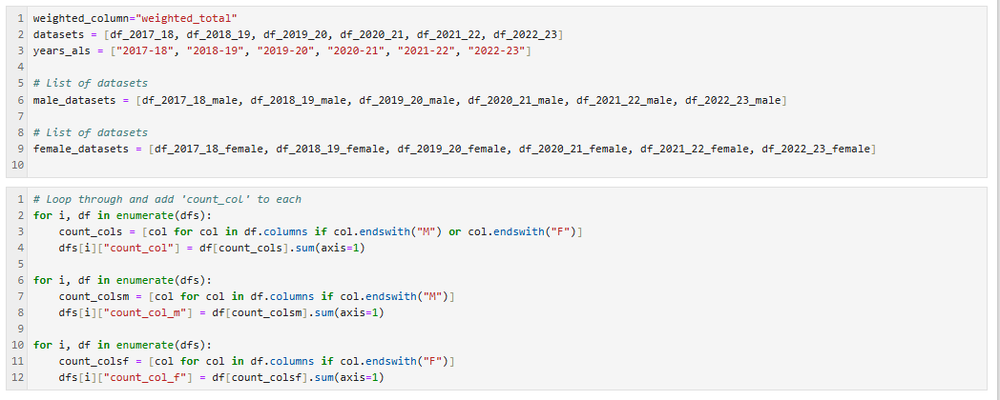 1 weighted_column="weighted_total"
2 datasets = [df_2017_18, df_2018_19, df_2019_20, df_2020_21, df_2021_22, df_2022_23]
3 years_als = ["2017-18", "2018-19", "2019-20", "2020-21", "2021-22", "2022-23"]
4
5 # List of datasets
6 male_datasets = [df_2017_18_male, df_2018_19_male, df_2019_20_male, df_2020_21_male, df_2021_22_male, df_2022_23_male]
7
8 # List of datasets
9 female_datasets = [df_2017_18_female, df_2018_19_female, df_2019_20_female, df_2020_21_female, df_2021_22_female, df_2022_23_female]
10
1 # Loop through and add 'count_col' to each
2 for i, df in enumerate(dfs):
3     count_cols = [col for col in df.columns if col.endswith("M") or col.endswith("F")]
4     dfs[i]["count_col"] = df[count_cols].sum(axis=1)
5
6 for i, df in enumerate(dfs):
7     count_colsm = [col for col in df.columns if col.endswith("M")]
8     dfs[i]["count_col_m"] = df[count_colsm].sum(axis=1)
9
10 for i, df in enumerate(dfs):
11     count_colsf = [col for col in df.columns if col.endswith("F")]
12     dfs[i]["count_col_f"] = df[count_colsf].sum(axis=1)